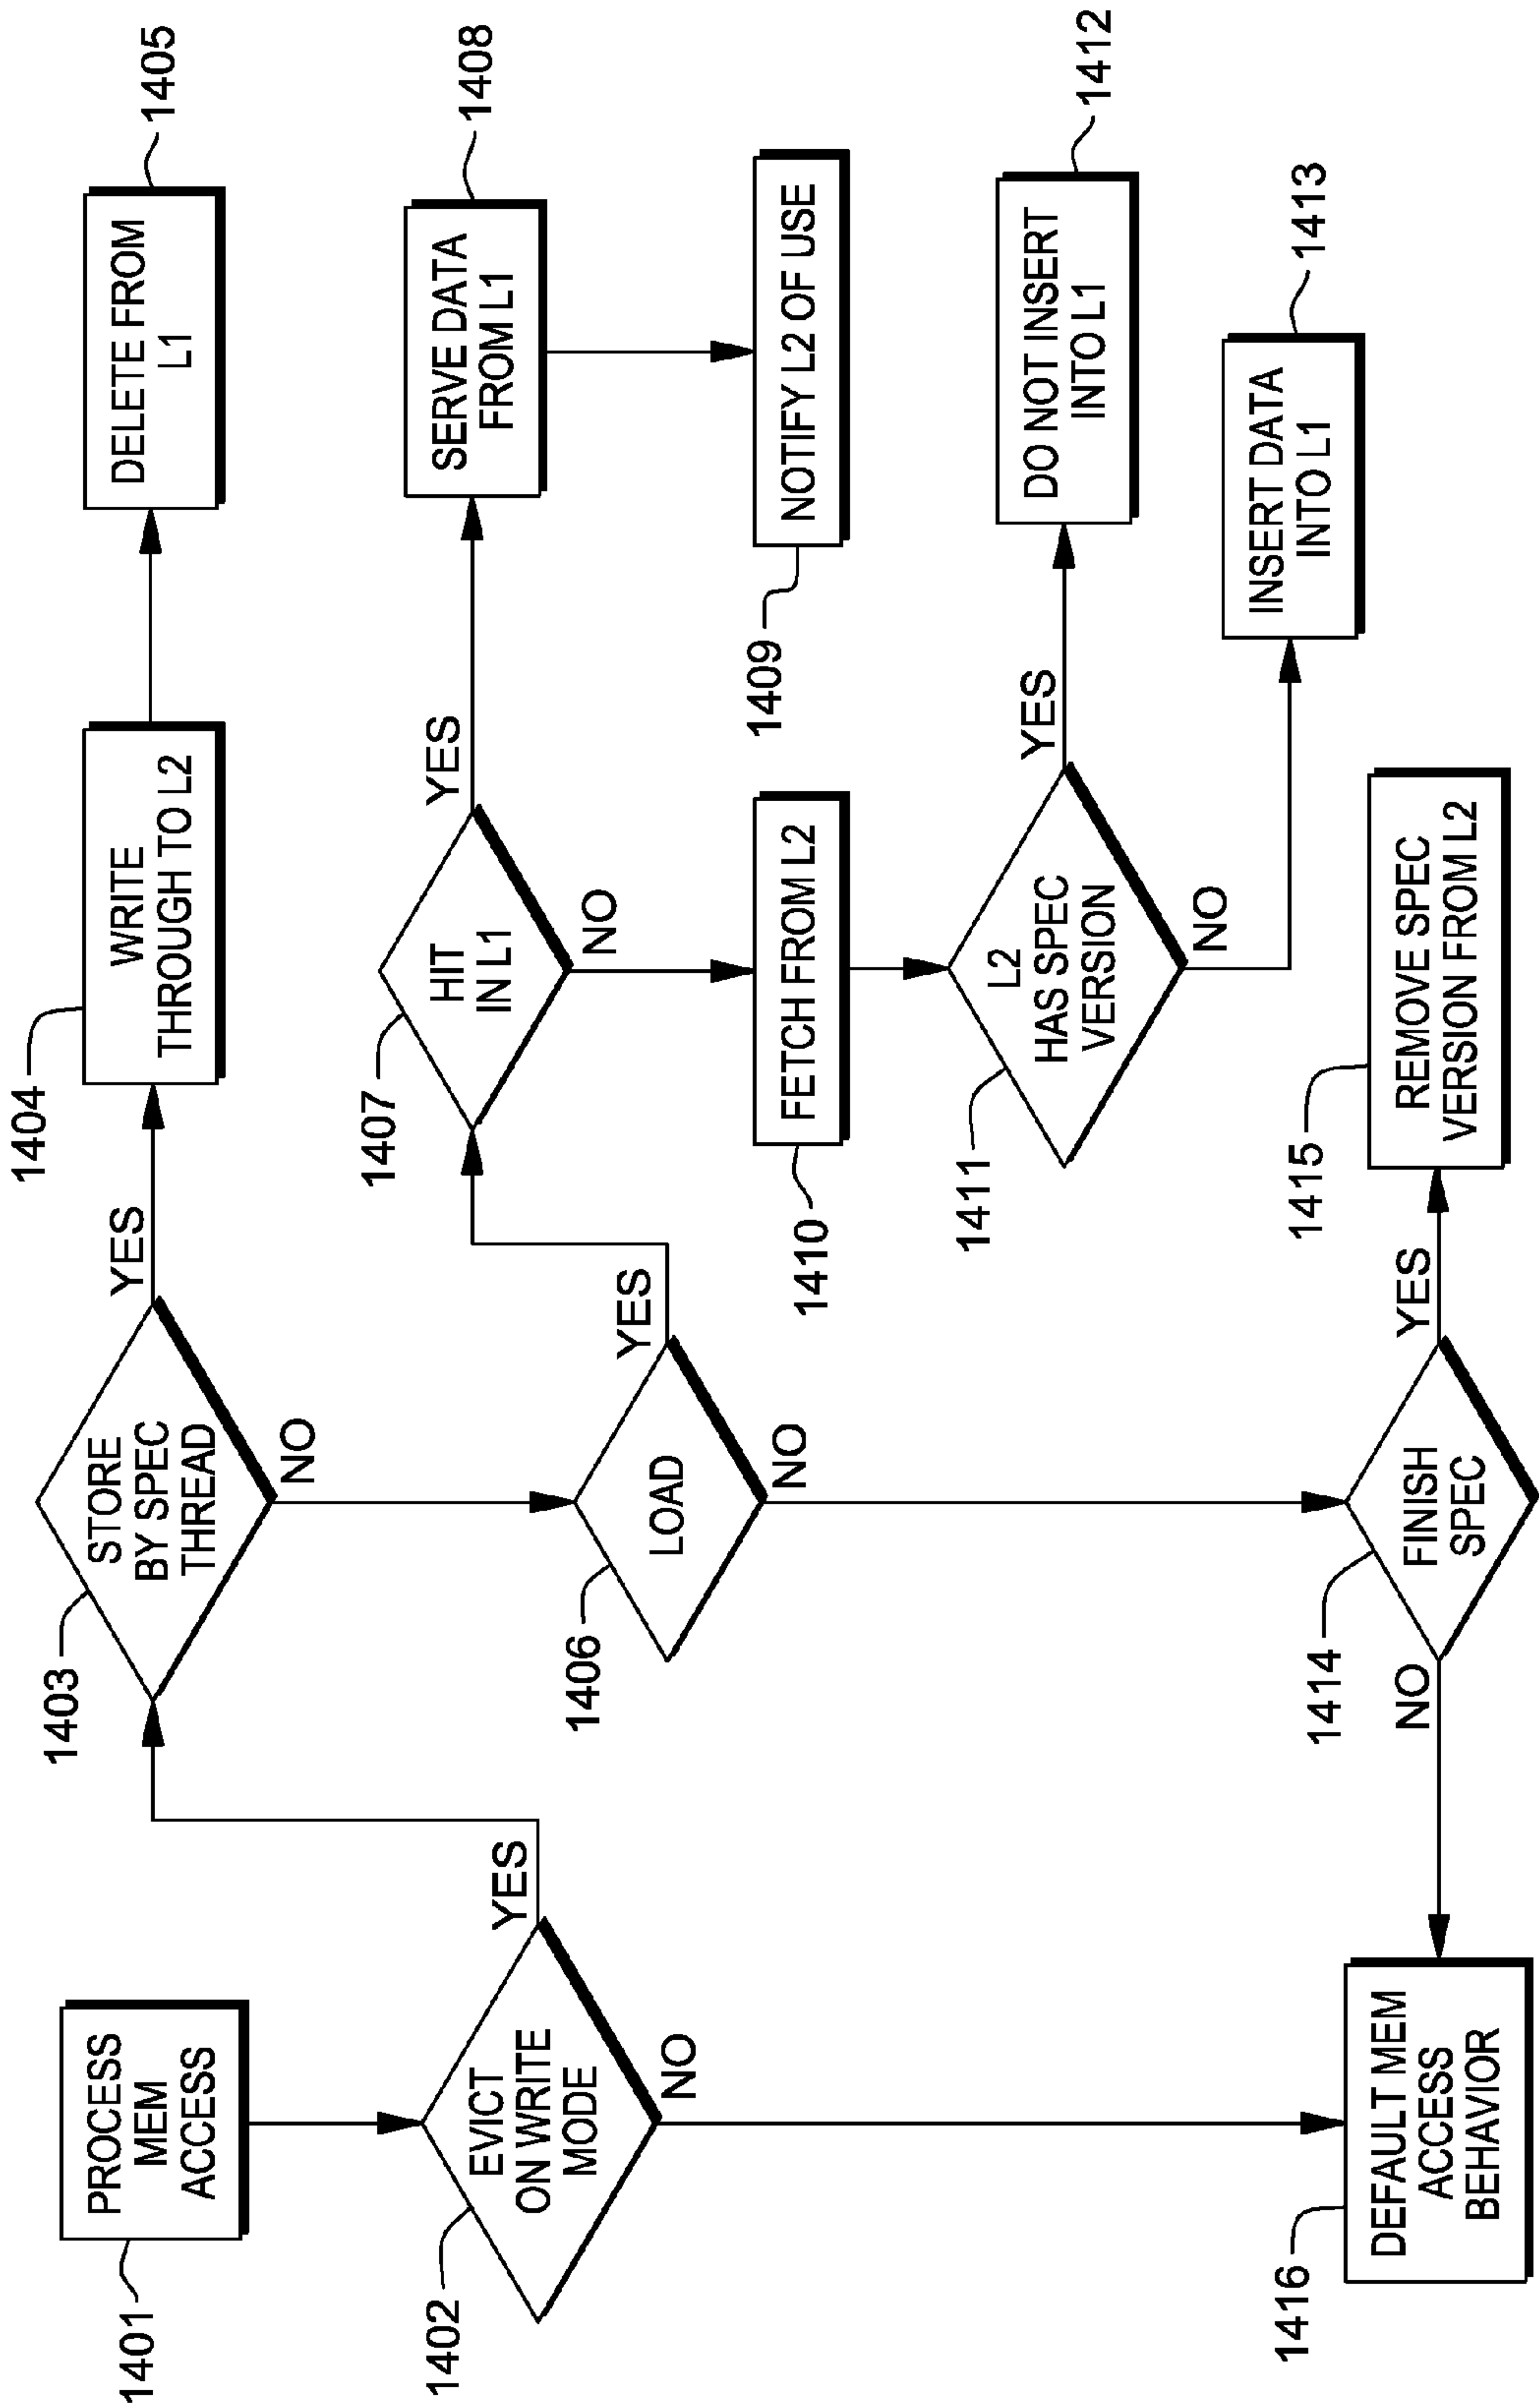 1401
PROCESS
MEM
ACCESS
1402
EVICT
ON WRITE
MODE
YES
NO
1403
STORE
BY SPEC
THREAD
YES
NO
1404
WRITE
THROUGH TO L2
DELETE FROM
L1
1405
1406
LOAD
YES
NO
1407
HIT
IN L1
YES
NO
SERVE DATA
FROM L1
1408
1409
NOTIFY L2 OF USE
1410
FETCH FROM L2
1411
L2
HAS SPEC
VERSION
YES
NO
DO NOT INSERT
INTO L1
1412
INSERT DATA
INTO L1
1413
1414
FINISH
SPEC
YES
NO
1415
REMOVE SPEC
VERSION FROM L2
1416
DEFAULT MEM
ACCESS
BEHAVIOR